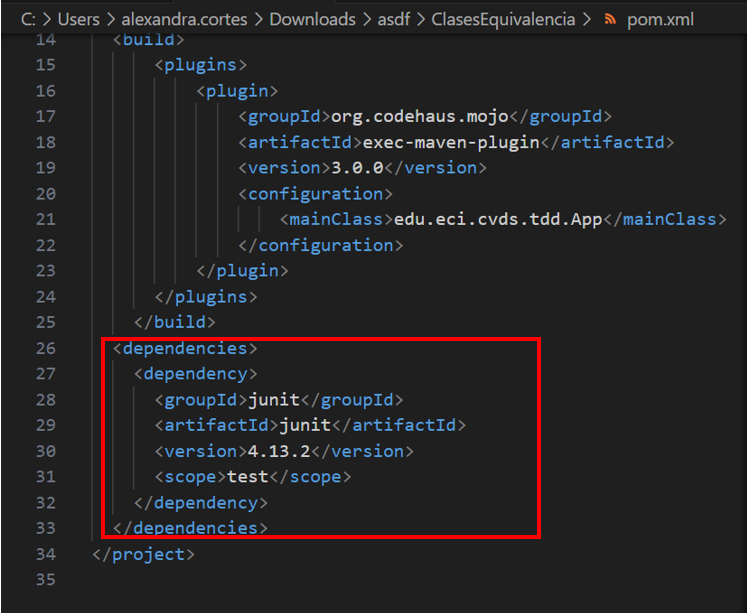 C: > Users > alexandra.cortes > Downloads > asdf > ClasesEquivalencia > pom.xml
14 <build>
15 <plugins>
16 <plugin>
17 <groupId>org.codehaus.mojo</groupId>
18 <artifactId>exec-maven-plugin</artifactId>
19 <version>3.0.0</version>
20 <configuration>
21 <mainClass>edu.eci.cvds.tdd.App</mainClass>
22 </configuration>
23 </plugin>
24 </plugins>
25 </build>
26 <dependencies>
27 <dependency>
28 <groupId>junit</groupId>
29 <artifactId>junit</artifactId>
30 <version>4.13.2</version>
31 <scope>test</scope>
32 </dependency>
33 </dependencies>
34 </project>
35